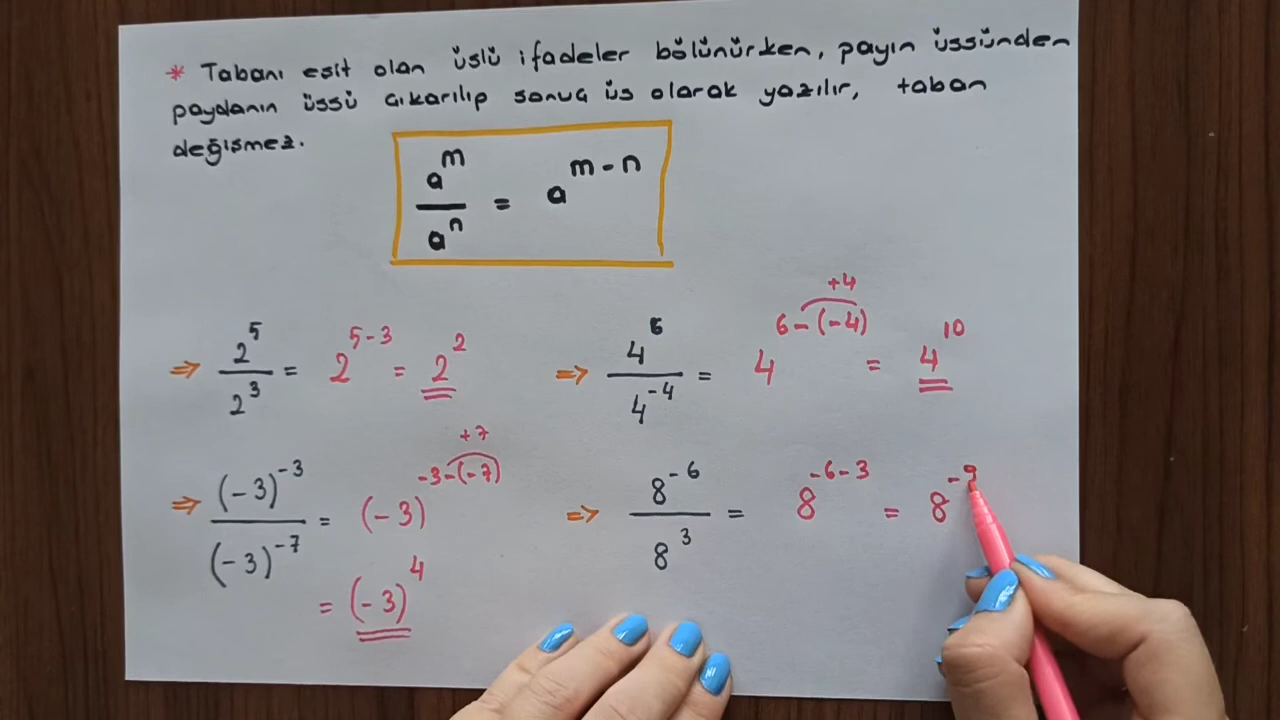 * Tabanı eşit olan üslü ifadeler bölünürken, payın üssünden
paydanın üssü çıkarılıp sonuç üs olarak yazılır, taban
değişmez.
a^m / a^n = a^(m-n)
⇒ 2^5 / 2^3 = 2^(5-3) = 2^2
⇒ 4^6 / 4^-4 = 4^(6-(-4)) = 4^10
+4
⇒ (-3)^-3 / (-3)^-7 = (-3)^(-3-(-7))
+7
= (-3)^4
⇒ 8^-6 / 8^3 = 8^(-6-3) = 8^-9